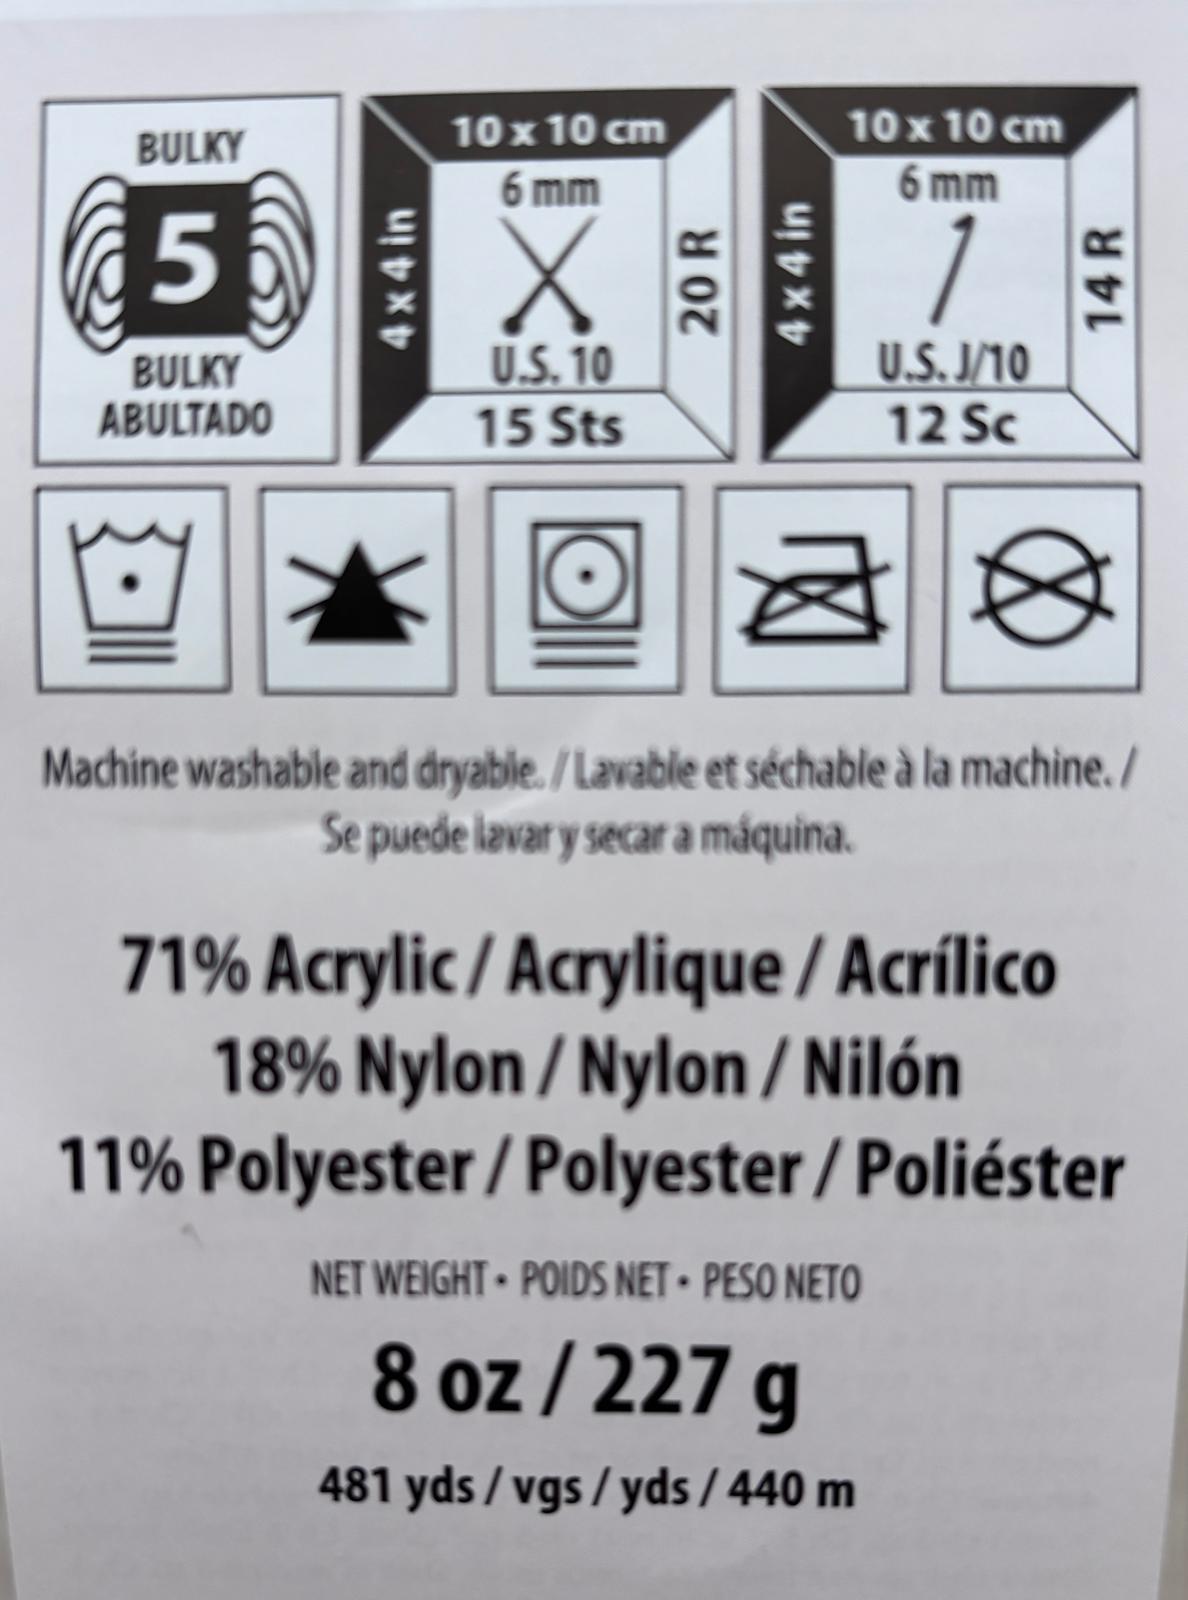 BULKY
5
BULKY
ABULTADO
10 x 10 cm
4 x 4 in
6 mm
U.S. 10
20 R
15 Sts
10 x 10 cm
4 x 4 in
6 mm
U.S. J/10
14 R
12 Sc
Machine washable and dryable. / Lavable et séchable à la machine. /
Se puede lavar y secar a máquina.
71% Acrylic / Acrylique / Acrílico
18% Nylon / Nylon / Nilón
11% Polyester / Polyester / Poliéster
NET WEIGHT • POIDS NET • PESO NETO
8 oz / 227 g
481 yds / vgs / yds / 440 m